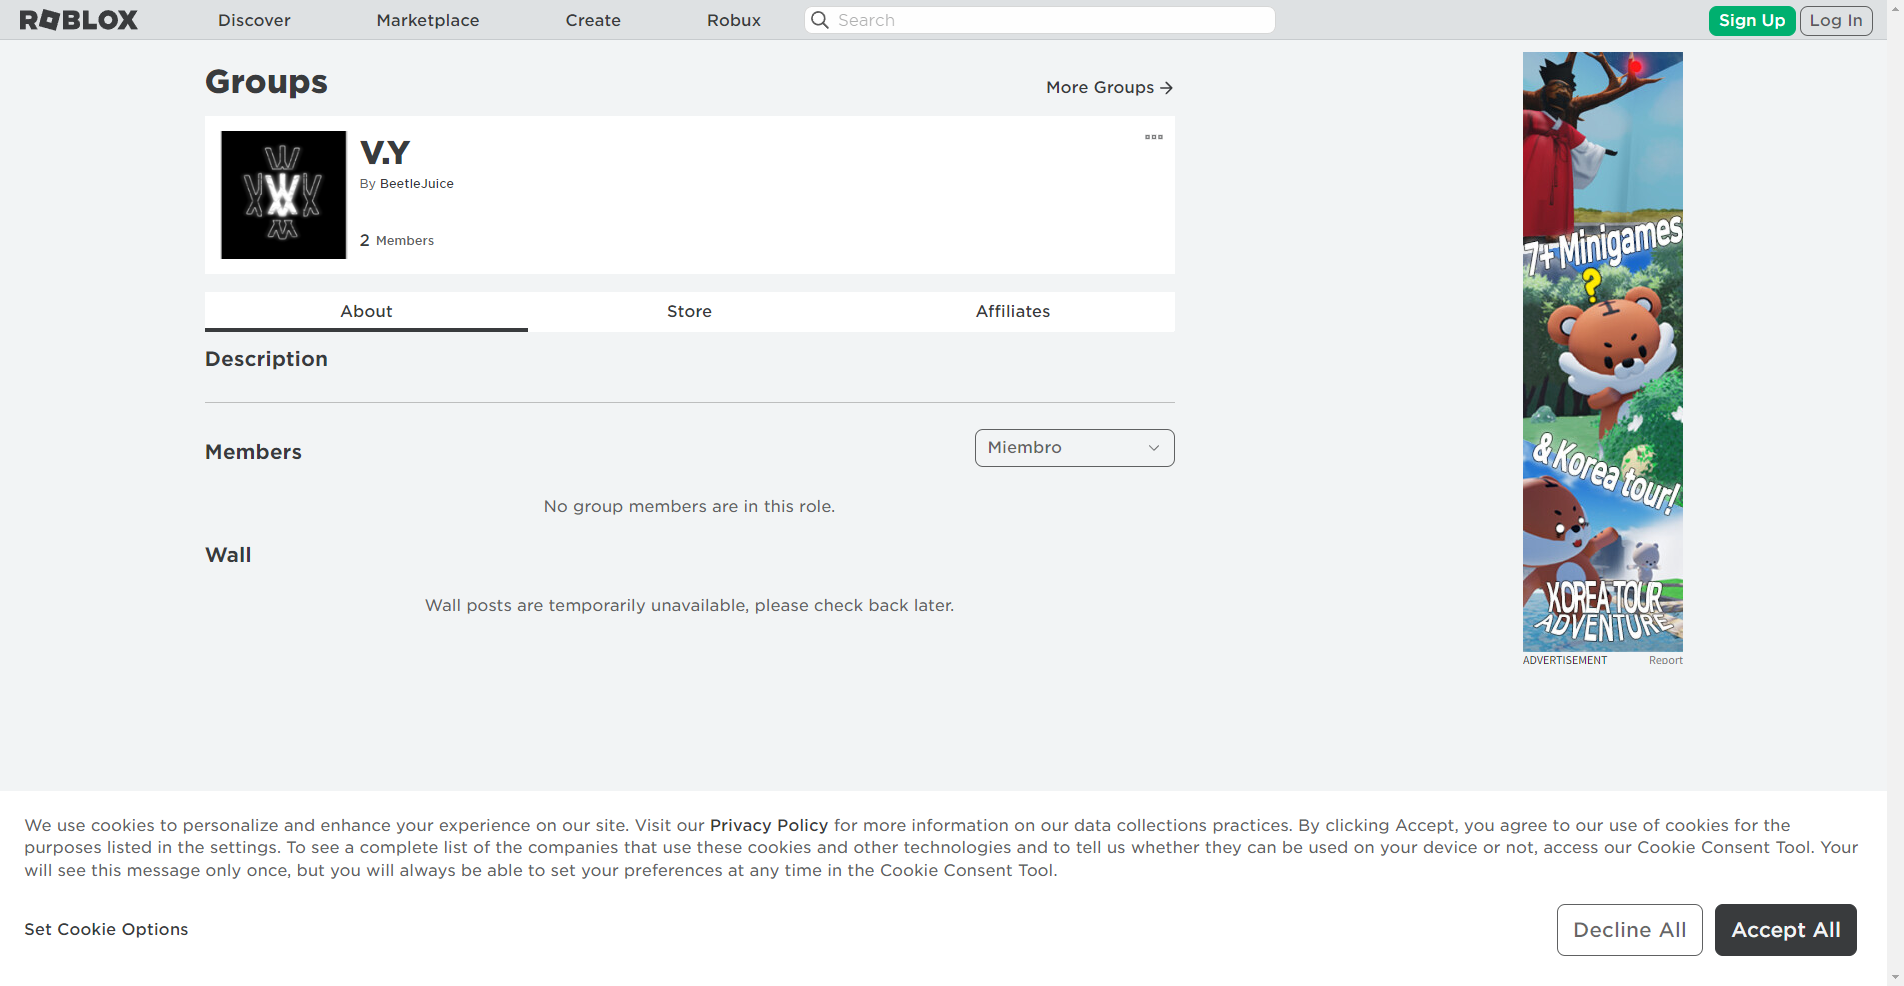 ROBLOX
Discover
Marketplace
Create
Robux
Search
Sign Up
Log In
Groups
More Groups
V.Y
By BeetleJuice
2 Members
About
Store
Affiliates
Description
Members
Miembro
No group members are in this role.
Wall
Wall posts are temporarily unavailable, please check back later.
7+ Minigames
?
& Korea tour!
KOREA TOUR
ADVENTURE
ADVERTISEMENT
Report
We use cookies to personalize and enhance your experience on our site. Visit our Privacy Policy for more information on our data collections practices. By clicking Accept, you agree to our use of cookies for the
purposes listed in the settings. To see a complete list of the companies that use these cookies and other technologies and to tell us whether they can be used on your device or not, access our Cookie Consent Tool. Your
will see this message only once, but you will always be able to set your preferences at any time in the Cookie Consent Tool.
Set Cookie Options
Decline All
Accept All